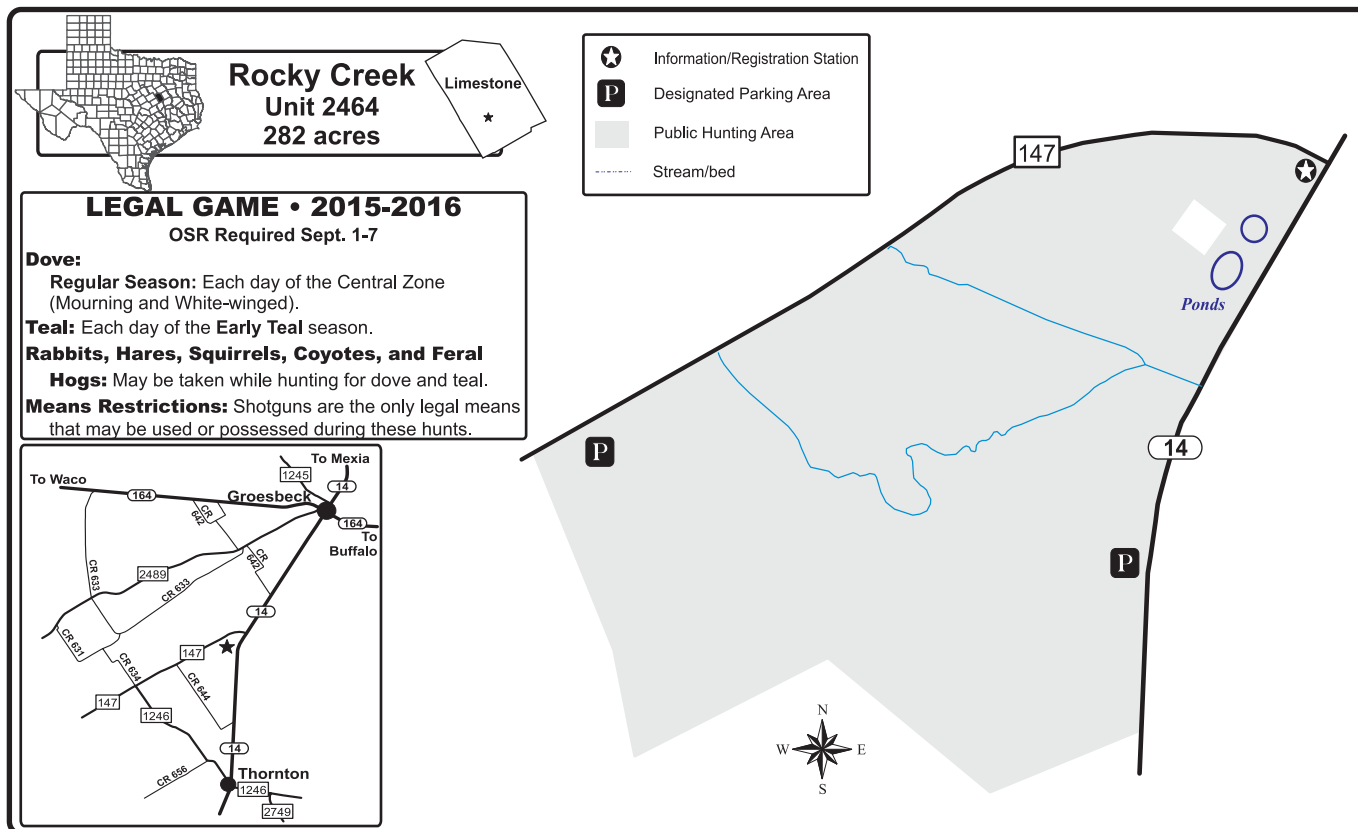 Rocky Creek
Unit 2464
282 acres
Limestone
LEGAL GAME • 2015-2016
OSR Required Sept. 1-7
Dove:
Regular Season: Each day of the Central Zone
(Mourning and White-winged).
Teal: Each day of the Early Teal season.
Rabbits, Hares, Squirrels, Coyotes, and Feral
Hogs: May be taken while hunting for dove and teal.
Means Restrictions: Shotguns are the only legal means
that may be used or possessed during these hunts.
Information/Registration Station
P Designated Parking Area
Public Hunting Area
Stream/bed
147
Ponds
P
14
P
N
W E
S
To Mexia
To Waco
1245
14
164
Groesbeck
CR 642
164
To
Buffalo
CR 642
CR 633
2489
CR 633
14
CR 631
147
CR 634
CR 644
147
1246
14
CR 656
Thornton
1246
2749